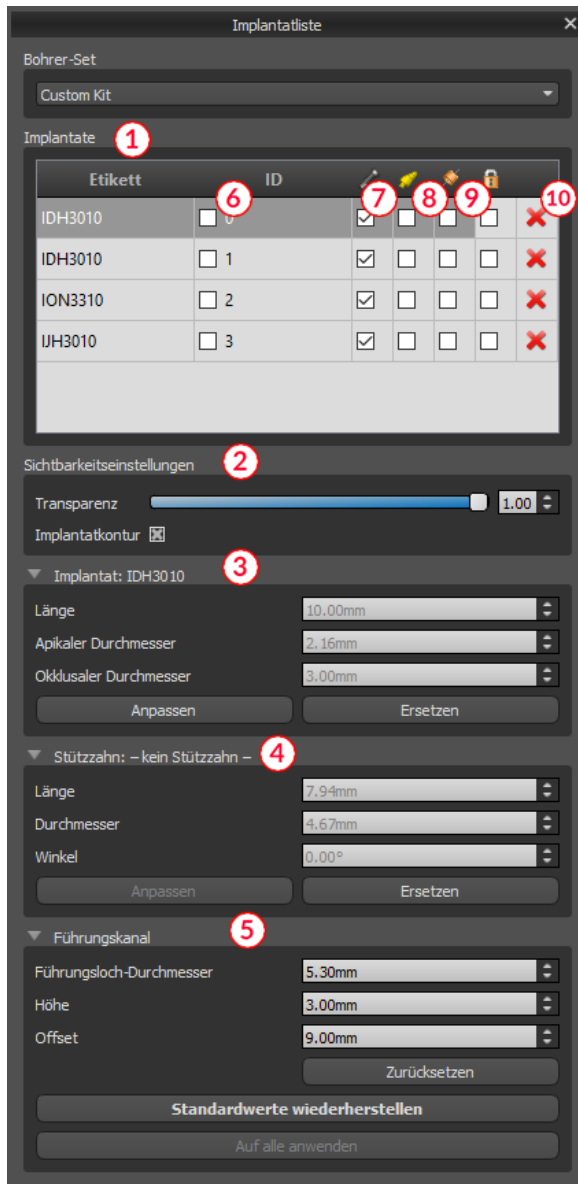 Implantatliste
Bohrer-Set
Custom Kit
Implantate 1
Etikett ID
6 7 8 9 10
IDH3010 0
IDH3010 1
ION3310 2
IJH3010 3
Sichtbarkeitseinstellungen 2
Transparenz 1.00
Implantatkontur
Implantat: IDH3010 3
Länge 10.00mm
Apikaler Durchmesser 2.16mm
Okklusaler Durchmesser 3.00mm
Anpassen Ersetzen
Stützzahn: – kein Stützzahn – 4
Länge 7.94mm
Durchmesser 4.67mm
Winkel 0.00°
Anpassen Ersetzen
Führungskanal 5
Führungsloch-Durchmesser 5.30mm
Höhe 3.00mm
Offset 9.00mm
Zurücksetzen
Standardwerte wiederherstellen
Auf alle anwenden